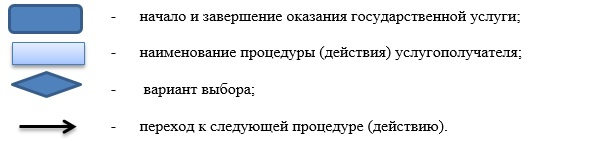 - начало и завершение оказания государственной услуги;
- наименование процедуры (действия) услугополучателя;
- вариант выбора;
- переход к следующей процедуре (действию).